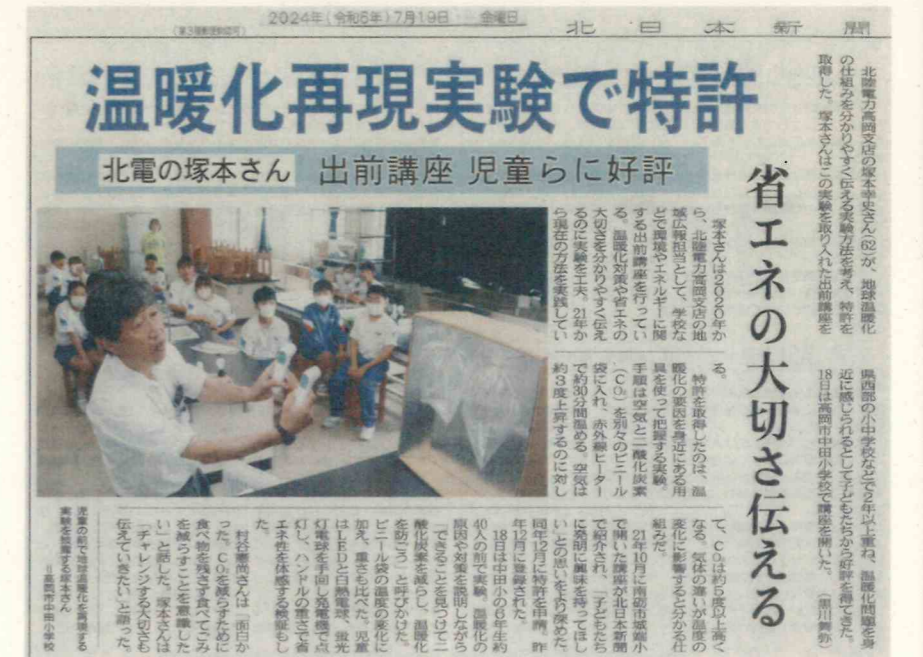 2024年(令和6年)7月19日 金曜日
北日本新聞
(第3種郵便物認可)
温暖化再現実験で特許
北電の塚本さん 出前講座 児童らに好評
省エネの大切さ伝える
北陸電力高岡支店の塚本幸史さん(62)が、地球温暖化
の仕組みを分かりやすく伝える実験方法を考え、特許を
取得した。塚本さんはこの実験を取り入れた出前講座を
県西部の小中学校などで2年以上重ね、温暖化問題を身
近に感じられるとして子どもたちから好評を得てきた。
18日は高岡市中田小学校で講座を開いた。(黒川舞弥)
塚本さんは2020年か
ら、北陸電力高岡支店の地
域広報担当として、学校な
どで環境やエネルギーに関
する出前講座を行ってい
る。温暖化対策や省エネの
大切さを分かりやすく伝え
るのに実験を工夫。21年か
ら現在の方法を実践してい
る。
特許を取得したのは、温
暖化の要因を身近にある用
具を使って把握する実験。
手順は空気と二酸化炭素
(CO₂)を別々のビニール
袋に入れ、赤外線ヒーター
で約30分間温める。空気は
約3度上昇するのに対し
て、CO₂は約5度以上高く
なる。気体の違いが温度の
変化に影響すると分かる仕
組みだ。
21年10月に南砺市城端小
で開いた講座が北日本新聞
で紹介され、「子どもたち
に発明に興味を持ってほし
い」との思いをより深めた。
同年12月に特許を申請、昨
年12月に登録された。
18日は中田小の6年生約
40人の前で実験。温暖化の
原因や対策を説明しながら
「できることを見つけて二
酸化炭素を減らし、温暖化
を防ごう」と呼びかけた。
ビニール袋の温度の変化に
加え、重さも比べた。児童
はLEDと白熱電球、蛍光
灯電球を手回し発電機で点
灯し、ハンドルの重さで省
エネ性を体感する実験もし
た。
さんは「面白か
った。CO₂を減らすために
食べ物を残さず食べてごみ
を減らすことを意識した
い」と話した。塚本さんは
「チャレンジする大切さも
伝えていきたい」と語った。
児童の前で地球温暖化を再現する
実験を披露する塚本さん
=高岡市中田小学校